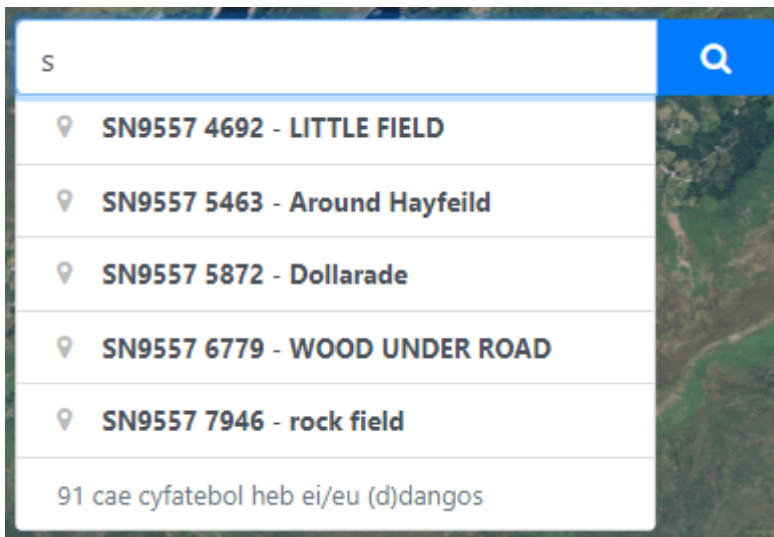 s
SN9557 4692 - LITTLE FIELD
SN9557 5463 - Around Hayfeild
SN9557 5872 - Dollarade
SN9557 6779 - WOOD UNDER ROAD
SN9557 7946 - rock field
91 cae cyfatebol heb ei/eu (d)dangos